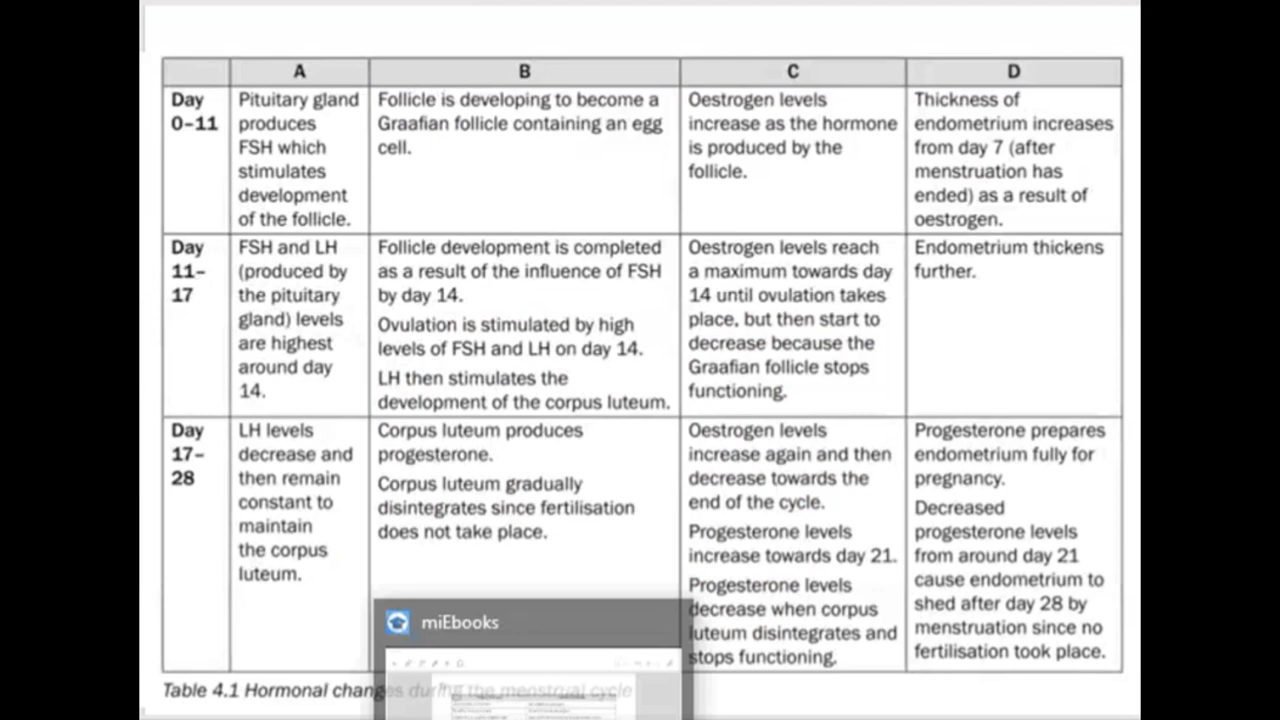 A B C D
Day
0–11
Pituitary gland
produces
FSH which
stimulates
development
of the follicle.
Follicle is developing to become a
Graafian follicle containing an egg
cell.
Oestrogen levels
increase as the hormone
is produced by the
follicle.
Thickness of
endometrium increases
from day 7 (after
menstruation has
ended) as a result of
oestrogen.
Day
11–
17
FSH and LH
(produced by
the pituitary
gland) levels
are highest
around day
14.
Follicle development is completed
as a result of the influence of FSH
by day 14.
Ovulation is stimulated by high
levels of FSH and LH on day 14.
LH then stimulates the
development of the corpus luteum.
Oestrogen levels reach
a maximum towards day
14 until ovulation takes
place, but then start to
decrease because the
Graafian follicle stops
functioning.
Endometrium thickens
further.
Day
17–
28
LH levels
decrease and
then remain
constant to
maintain
the corpus
luteum.
Corpus luteum produces
progesterone.
Corpus luteum gradually
disintegrates since fertilisation
does not take place.
Oestrogen levels
increase again and then
decrease towards the
end of the cycle.
Progesterone levels
increase towards day 21.
Progesterone levels
decrease when corpus
luteum disintegrates and
stops functioning.
Progesterone prepares
endometrium fully for
pregnancy.
Decreased
progesterone levels
from around day 21
cause endometrium to
shed after day 28 by
menstruation since no
fertilisation took place.
miEbooks
Table 4.1 Hormonal changes during the menstrual cycle